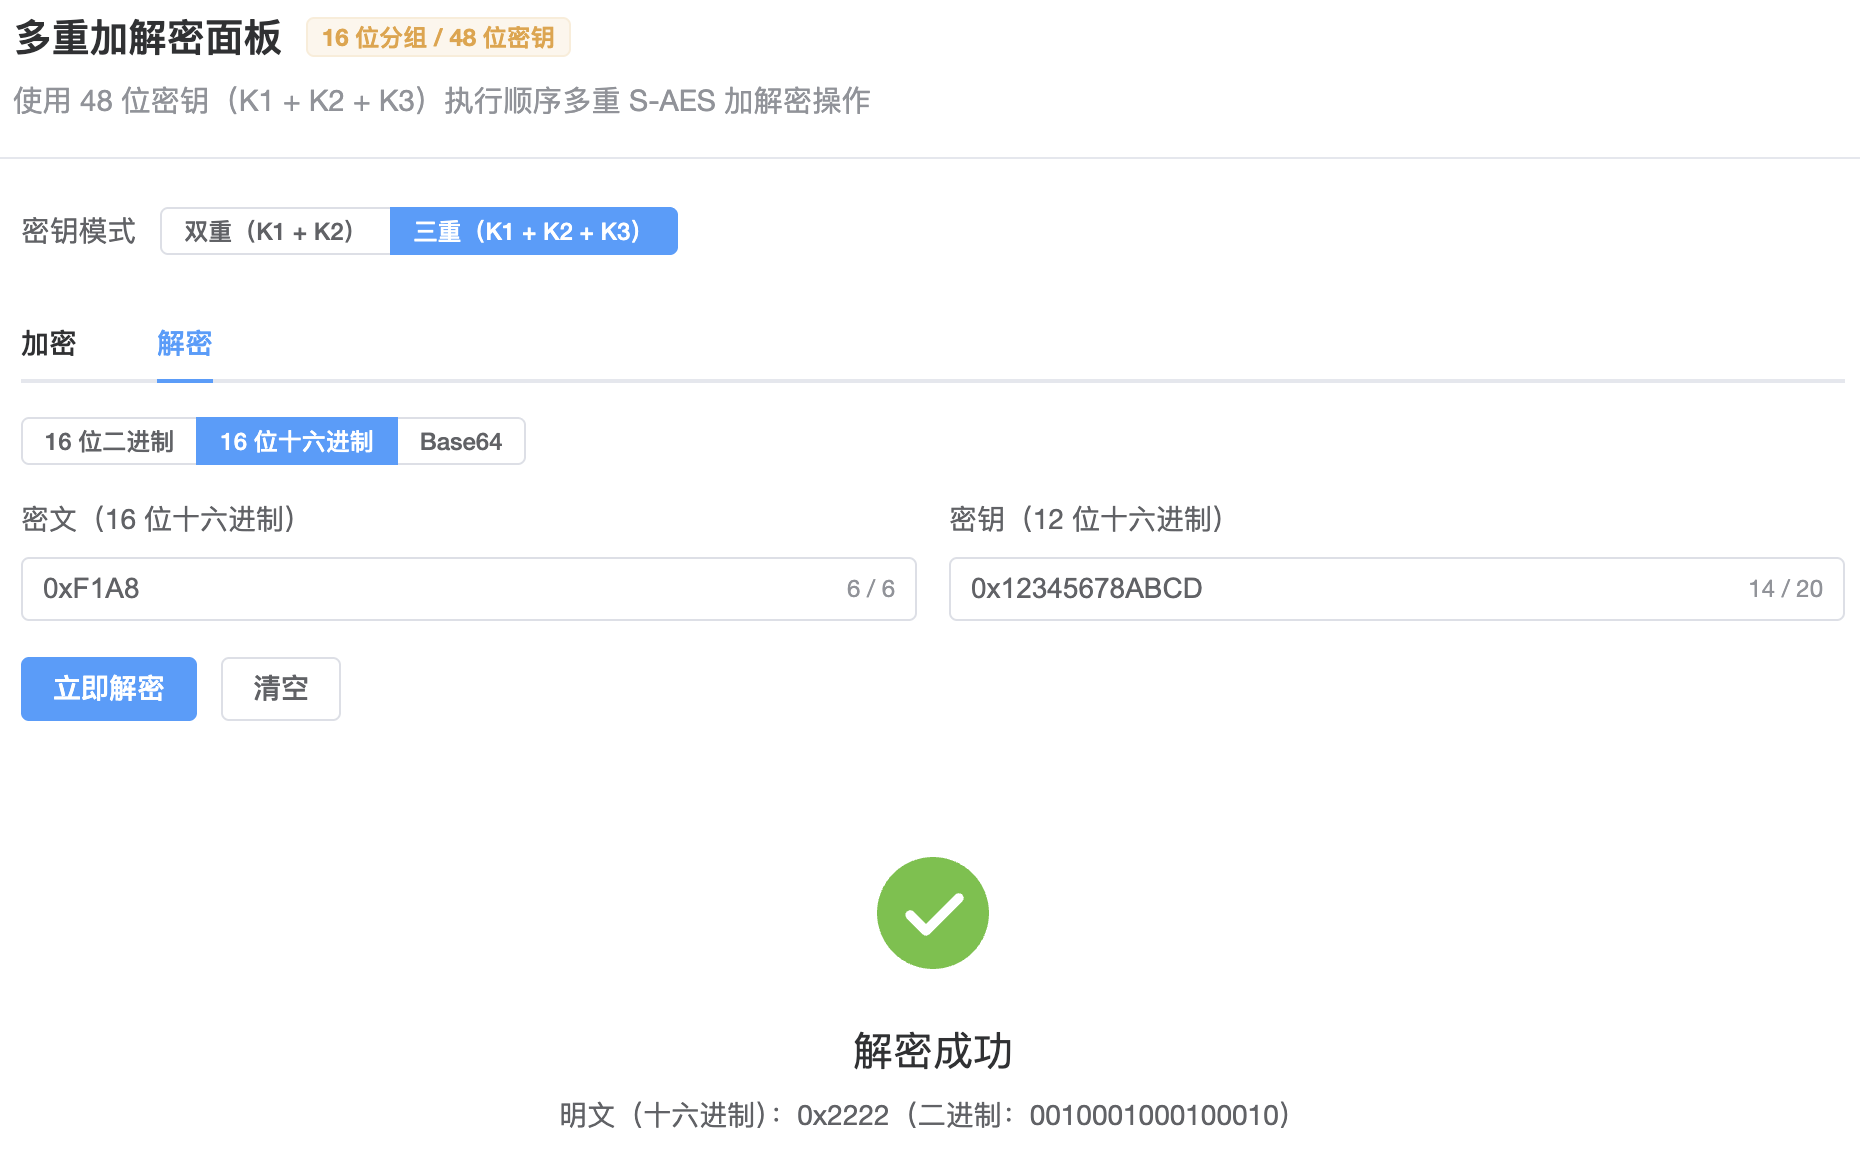 多重加解密面板 16 位分组 / 48 位密钥
使用 48 位密钥（K1 + K2 + K3）执行顺序多重 S-AES 加解密操作
密钥模式 双重（K1 + K2） 三重（K1 + K2 + K3）
加密 解密
16 位二进制 16 位十六进制 Base64
密文（16 位十六进制） 密钥（12 位十六进制）
0xF1A8 6 / 6 0x12345678ABCD 14 / 20
立即解密 清空
解密成功
明文（十六进制）：0x2222（二进制：0010001000100010）